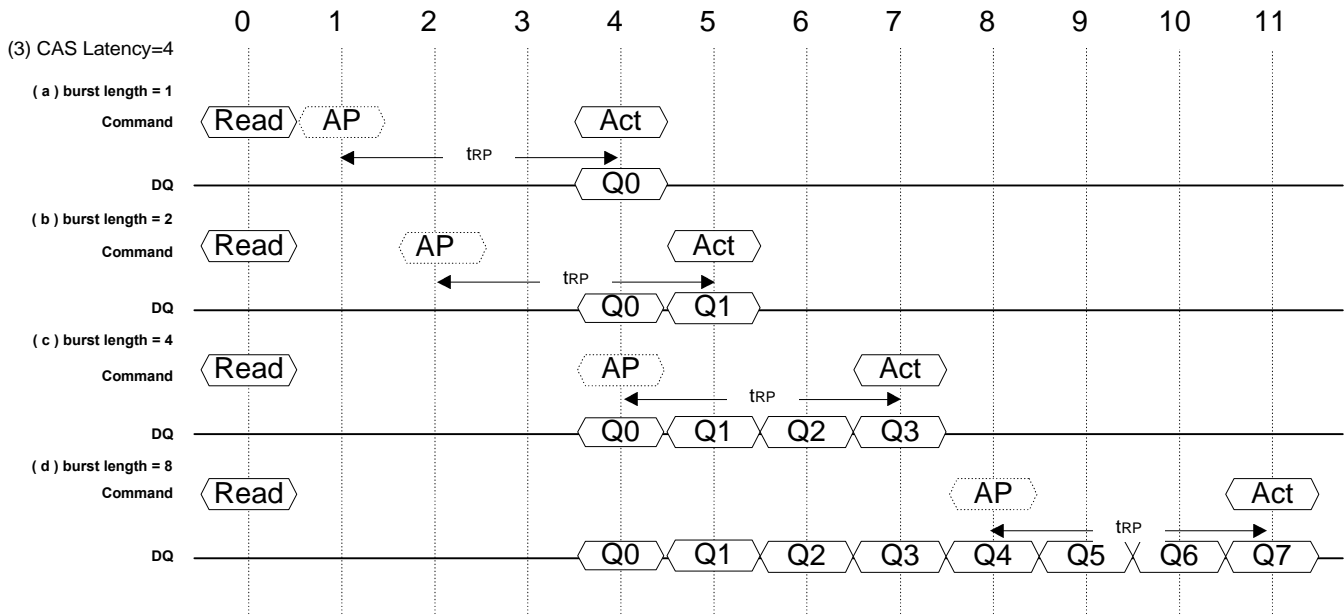 0 1 2 3 4 5 6 7 8 9 10 11
(3) CAS Latency=4
( a ) burst length = 1
Command Read AP Act
tRP
DQ Q0
( b ) burst length = 2
Command Read AP Act
tRP
DQ Q0 Q1
( c ) burst length = 4
Command Read AP Act
tRP
DQ Q0 Q1 Q2 Q3
( d ) burst length = 8
Command Read AP Act
tRP
DQ Q0 Q1 Q2 Q3 Q4 Q5 Q6 Q7